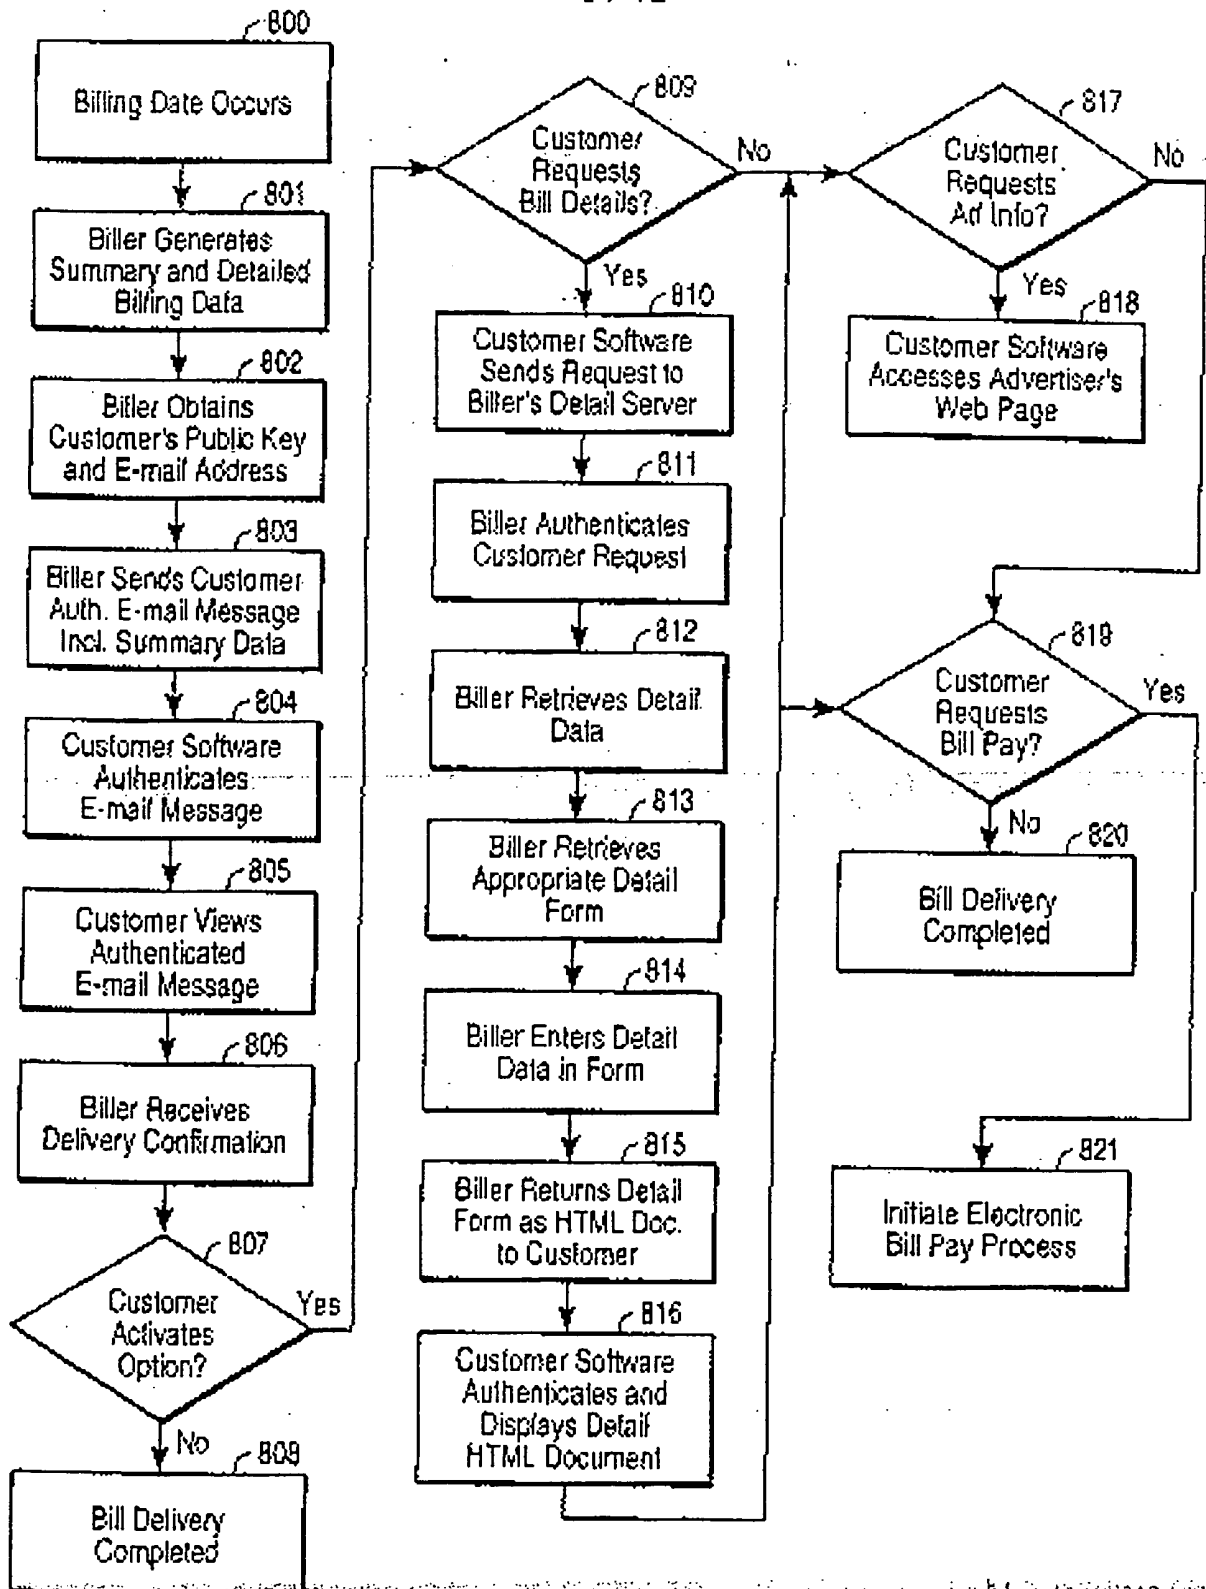 800
Billing Date Occurs
801
Biller Generates
Summary and Detailed
Billing Data
802
Biller Obtains
Customer's Public Key
and E-mail Address
803
Biller Sends Customer
Auth. E-mail Message
Incl. Summary Data
804
Customer Software
Authenticates
E-mail Message
805
Customer Views
Authenticated
E-mail Message
806
Biller Receives
Delivery Confirmation
807
Customer
Activates
Option?
Yes
No
808
Bill Delivery
Completed
809
Customer
Requests
Bill Details?
No
Yes
810
Customer Software
Sends Request to
Biller's Detail Server
811
Biller Authenticates
Customer Request
812
Biller Retrieves Detail
Data
813
Biller Retrieves
Appropriate Detail
Form
814
Biller Enters Detail
Data in Form
815
Biller Returns Detail
Form as HTML Doc.
to Customer
816
Customer Software
Authenticates and
Displays Detail
HTML Document
817
Customer
Requests
Ad Info?
No
Yes
818
Customer Software
Accesses Advertiser's
Web Page
819
Customer
Requests
Bill Pay?
Yes
No
820
Bill Delivery
Completed
821
Initiate Electronic
Bill Pay Process